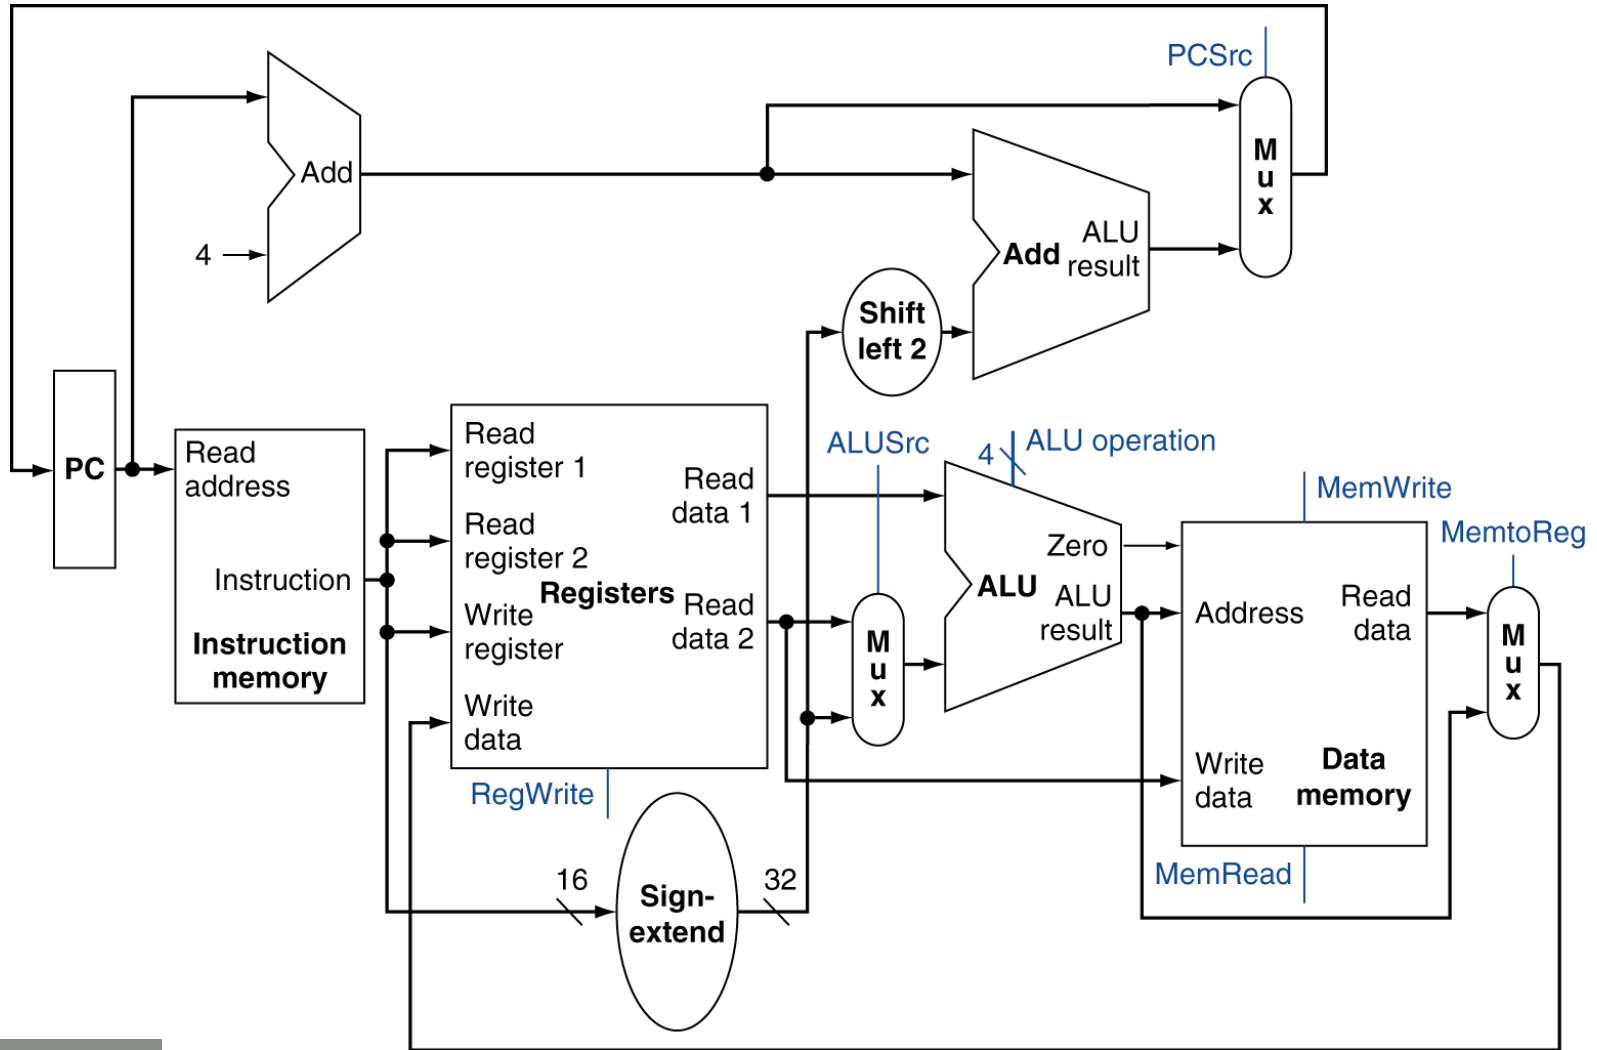 PCSrc
M
u
x
Add
ALU
result
Add
4
Shift
left 2
PC
Read
address
Instruction
Instruction
memory
Read
register 1
Read
register 2
Write
register
Write
data
Registers
Read
data 1
Read
data 2
RegWrite
ALUSrc
M
u
x
4
ALU operation
Zero
ALU
ALU
result
MemWrite
Address
Read
data
Write
data
Data
memory
MemRead
MemtoReg
M
u
x
16
Sign-
extend
32